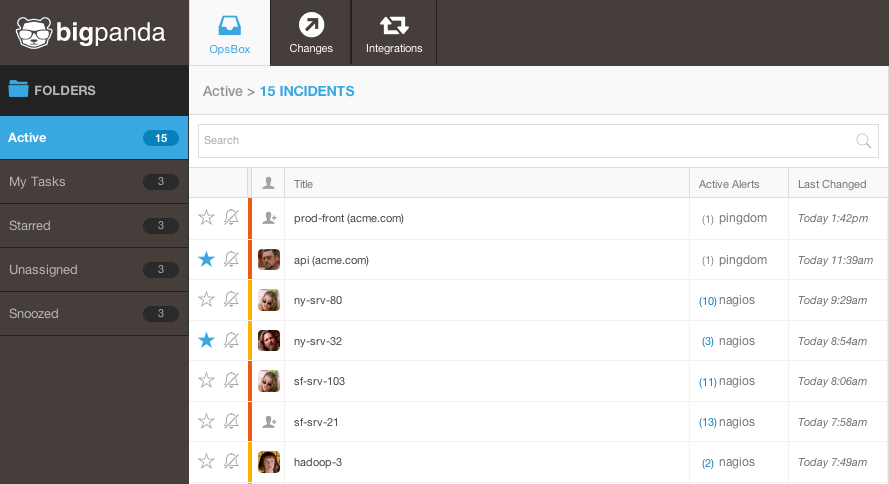 bigpanda
OpsBox
Changes
Integrations
FOLDERS
Active 15
My Tasks 3
Starred 3
Unassigned 3
Snoozed 3
Active > 15 INCIDENTS
Search
Title Active Alerts Last Changed
prod-front (acme.com) (1) pingdom Today 1:42pm
api (acme.com) (1) pingdom Today 11:39am
ny-srv-80 (10) nagios Today 9:29am
ny-srv-32 (3) nagios Today 8:54am
sf-srv-103 (11) nagios Today 8:06am
sf-srv-21 (13) nagios Today 7:58am
hadoop-3 (2) nagios Today 7:49am